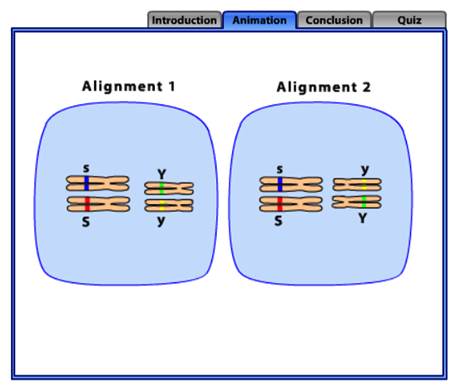 Introduction Animation Conclusion Quiz
Alignment 1 Alignment 2
s Y s y
S y S Y